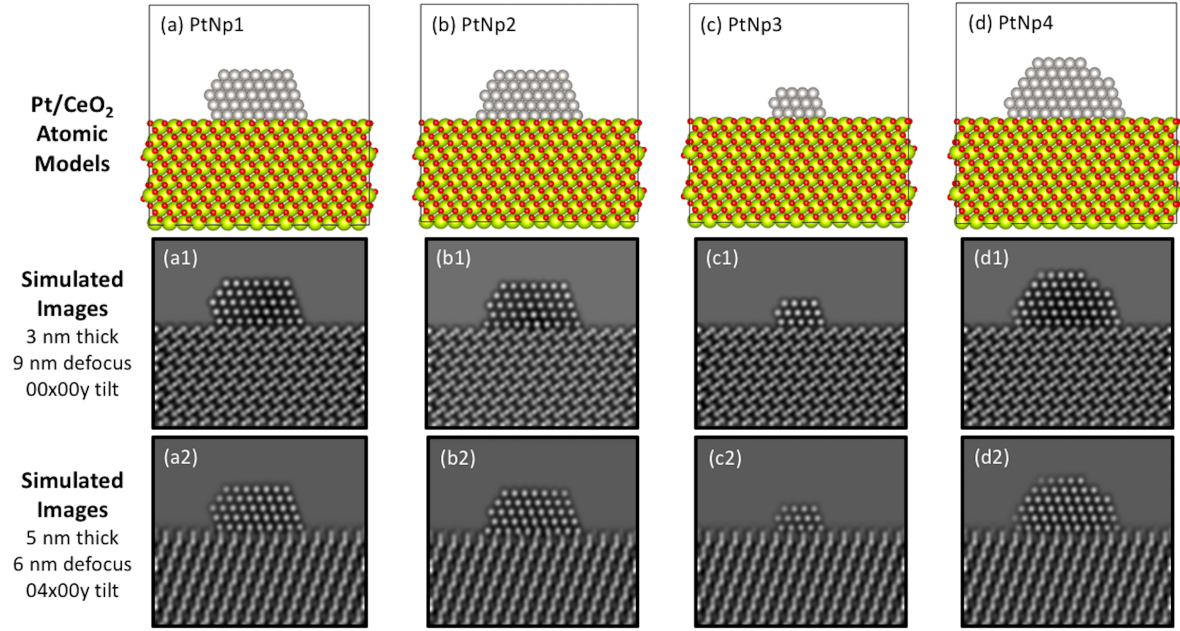 (a) PtNp1
(b) PtNp2
(c) PtNp3
(d) PtNp4
Pt/CeO₂
Atomic
Models
(a1)
(b1)
(c1)
(d1)
Simulated
Images
3 nm thick
9 nm defocus
00x00y tilt
(a2)
(b2)
(c2)
(d2)
Simulated
Images
5 nm thick
6 nm defocus
04x00y tilt